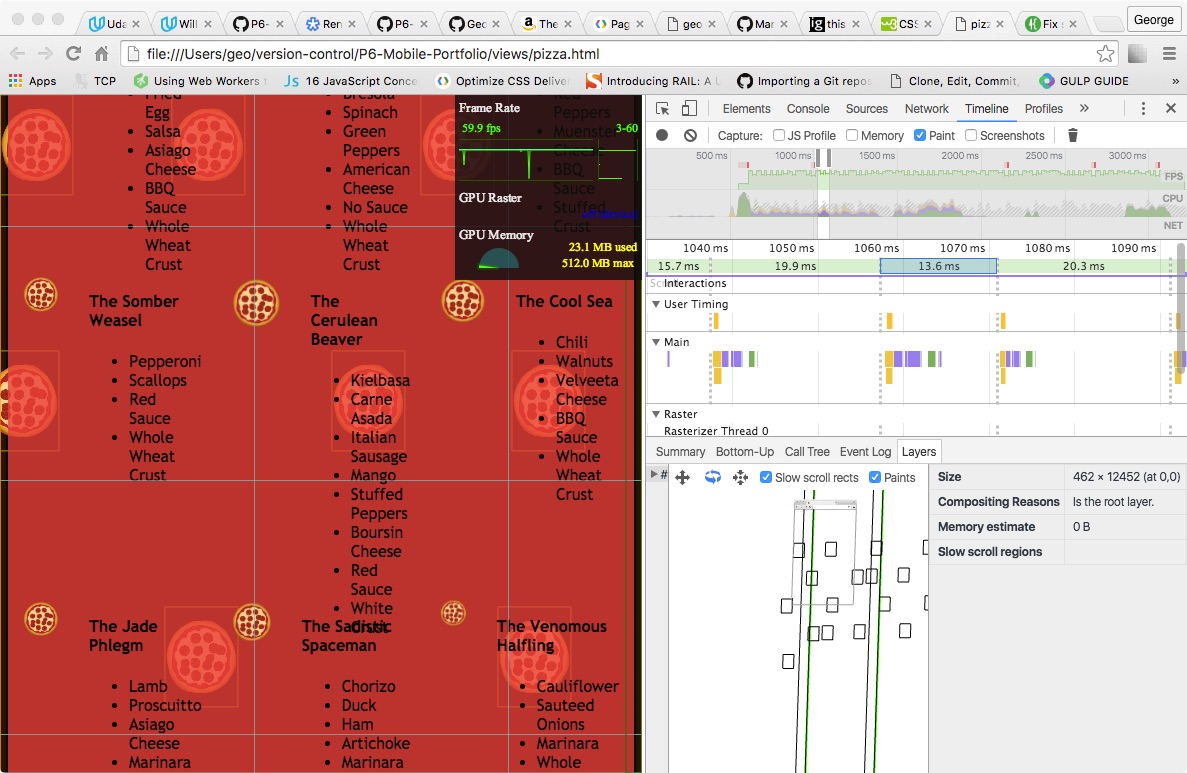 Uda
Will
P6-
Ren
P6-
Geo
The
Pag
geo
Mar
this
CSS
pizz
Fix
George
file:///Users/geo/version-control/P6-Mobile-Portfolio/views/pizza.html
Apps
TCP
Using Web Workers
16 JavaScript Conce
Optimize CSS Deliver
Introducing RAIL: A
Importing a Git repos
Clone, Edit, Commit,
GULP GUIDE
»
Fried
Egg
Salsa
Asiago
Cheese
BBQ
Sauce
Whole
Wheat
Crust
Bresola
Spinach
Green
Peppers
American
Cheese
No Sauce
Whole
Wheat
Crust
Red
Peppers
Muenster
Cheese
BBQ
Sauce
Stuffed
Crust
Frame Rate
59.9 fps 3-60
GPU Raster
GPU Memory
23.1 MB used
512.0 MB max
The Somber
Weasel
Pepperoni
Scallops
Red
Sauce
Whole
Wheat
Crust
The
Cerulean
Beaver
Kielbasa
Carne
Asada
Italian
Sausage
Mango
Stuffed
Peppers
Boursin
Cheese
Red
Sauce
White
Crust
The Cool Sea
Chili
Walnuts
Velveeta
Cheese
BBQ
Sauce
Whole
Wheat
Crust
The Jade
Phlegm
Lamb
Proscuitto
Asiago
Cheese
Marinara
The Sadistic
Spaceman
Chorizo
Duck
Ham
Artichoke
Marinara
The Venomous
Halfling
Cauliflower
Sauteed
Onions
Marinara
Whole
Elements Console Sources Network Timeline Profiles »
Capture: JS Profile Memory Paint Screenshots
500 ms 1000 ms 1500 ms 2000 ms 2500 ms 3000 ms
FPS
CPU
NET
1040 ms 1050 ms 1060 ms 1070 ms 1080 ms 1090 ms
15.7 ms 19.9 ms 13.6 ms 20.3 ms
Interactions
User Timing
Main
Raster
Rasterizer Thread 0
Summary Bottom-Up Call Tree Event Log Layers
#
Slow scroll rects Paints
Size 462 × 12452 (at 0,0)
Compositing Reasons Is the root layer.
Memory estimate 0 B
Slow scroll regions